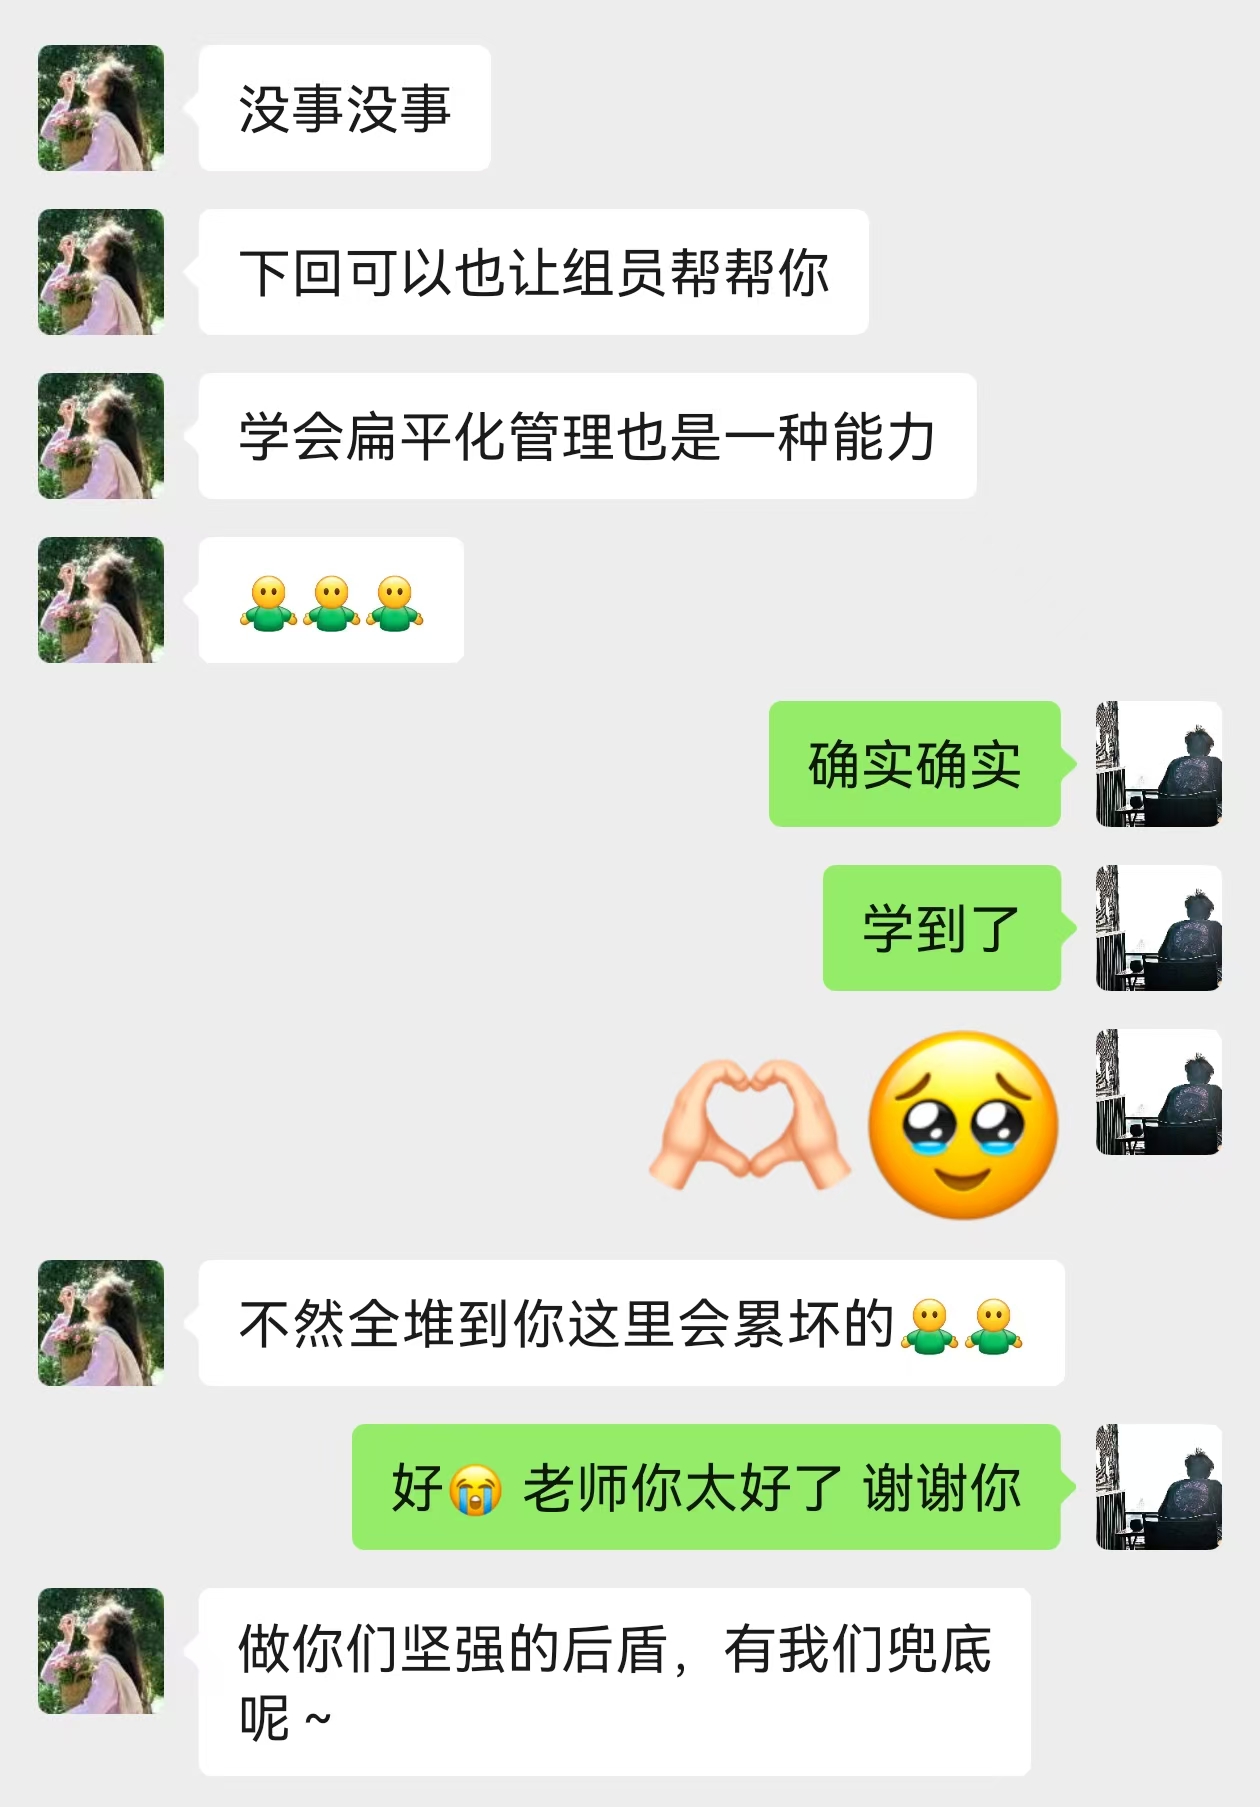 没事没事
下回可以也让组员帮帮你
学会扁平化管理也是一种能力
确实确实
学到了
不然全堆到你这里会累坏的
好😭 老师你太好了 谢谢你
做你们坚强的后盾，有我们兜底
呢～